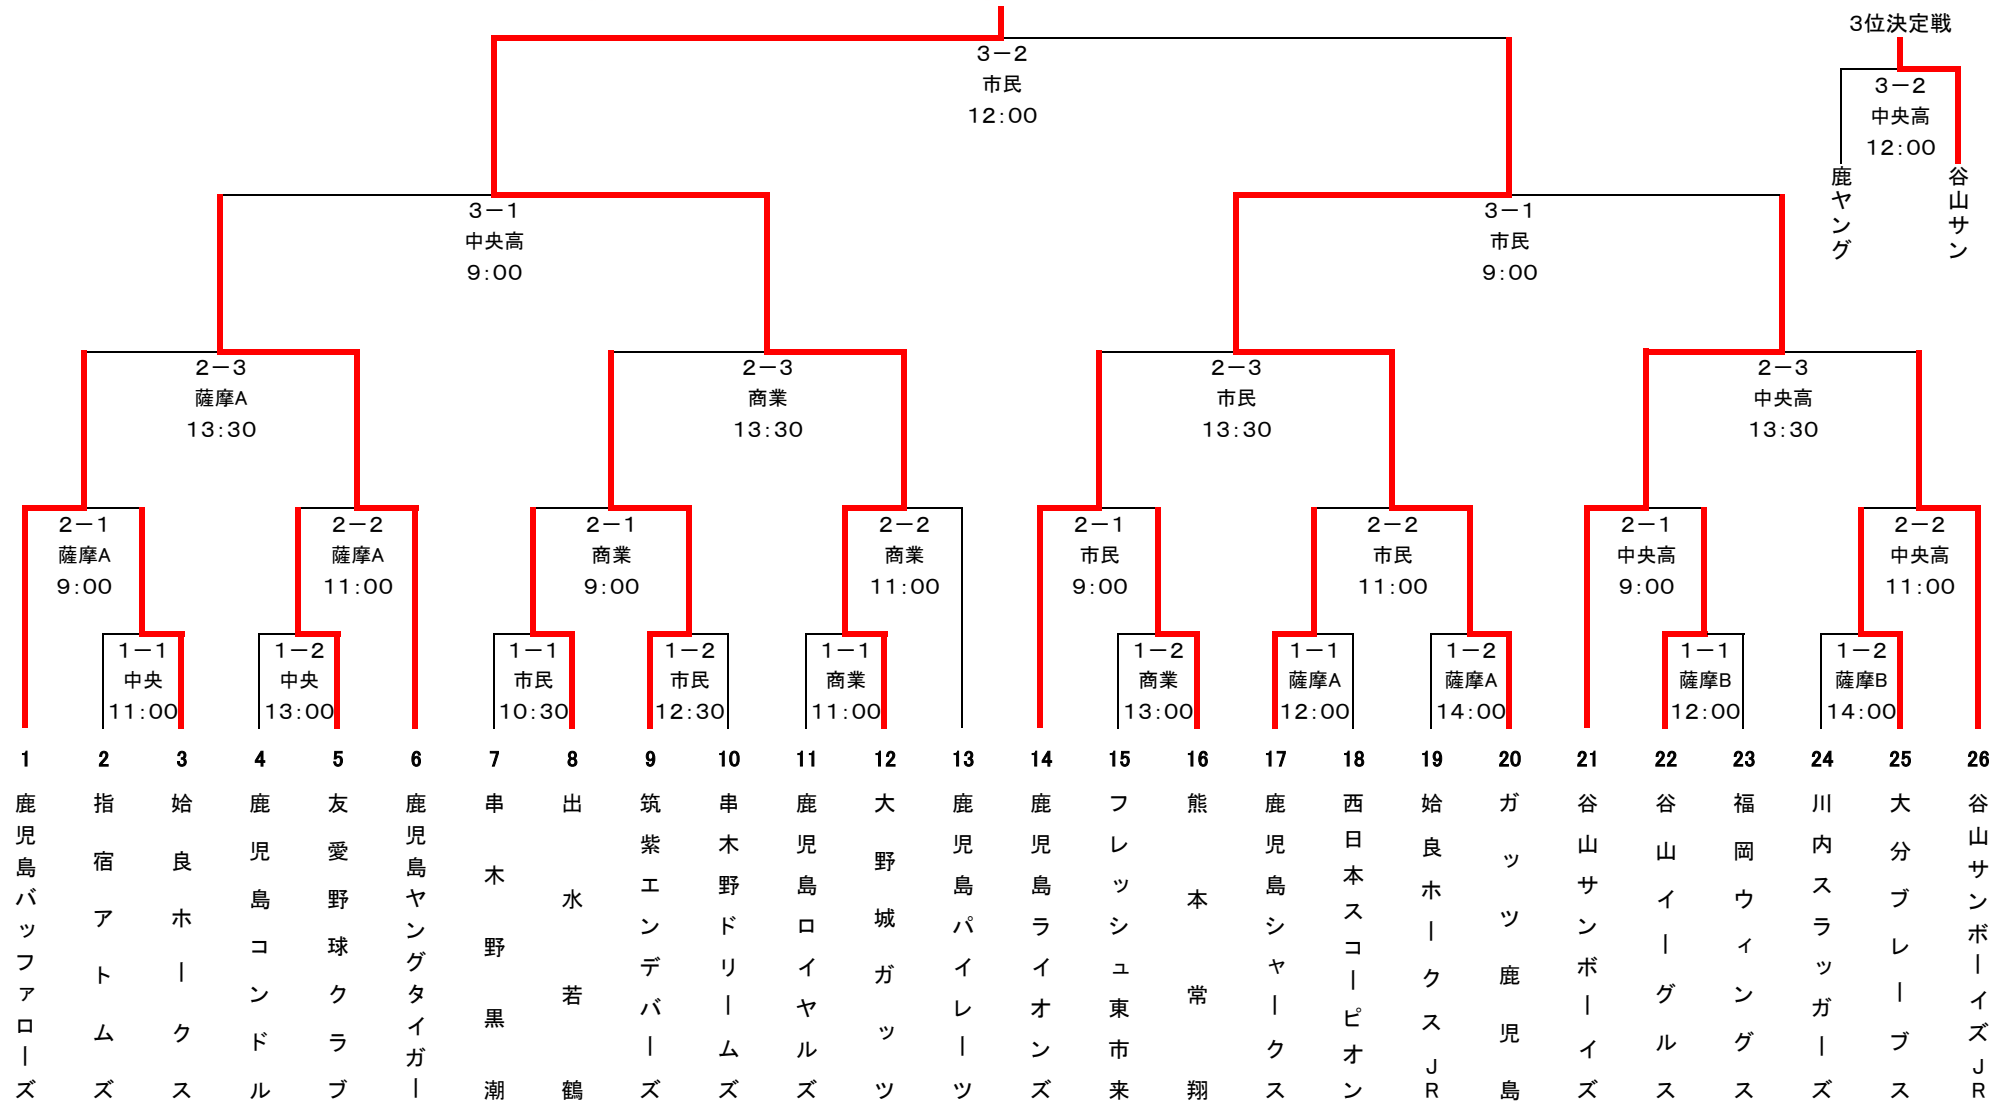 3位決定戦
３－２
市民
１２：００
３－２
中央高
１２：００
鹿ヤング
谷山サン
３－１
中央高
９：００
３－１
市民
９：００
２－３
薩摩A
１３：３０
２－３
商業
１３：３０
２－３
市民
１３：３０
２－３
中央高
１３：３０
２－１
薩摩A
９：００
２－２
薩摩A
１１：００
２－１
商業
９：００
２－２
商業
１１：００
２－１
市民
９：００
２－２
市民
１１：００
２－１
中央高
９：００
２－２
中央高
１１：００
１－１
中央
１１：００
１－２
中央
１３：００
１－１
市民
１０：３０
１－２
市民
１２：３０
１－１
商業
１１：００
１－２
商業
１３：００
１－１
薩摩A
１２：００
１－２
薩摩A
１４：００
１－１
薩摩B
１２：００
１－２
薩摩B
１４：００
1
鹿児島バッファローズ
2
指宿アトムズ
3
姶良ホークス
4
鹿児島コンドル
5
友愛野球クラブ
6
鹿児島ヤングタイガー
7
串木野黒潮
8
出水若鶴
9
筑紫エンデバーズ
10
串木野ドリームズ
11
鹿児島ロイヤルズ
12
大野城ガッツ
13
鹿児島パイレーツ
14
鹿児島ライオンズ
15
フレッシュ東市来
16
熊本常翔
17
鹿児島シャークス
18
西日本スコーピオン
19
姶良ホークスJR
20
ガッツ鹿児島
21
谷山サンボーイズ
22
谷山イーグルス
23
福岡ウィングス
24
川内スラッガーズ
25
大分ブレーブス
26
谷山サンボーイズJR